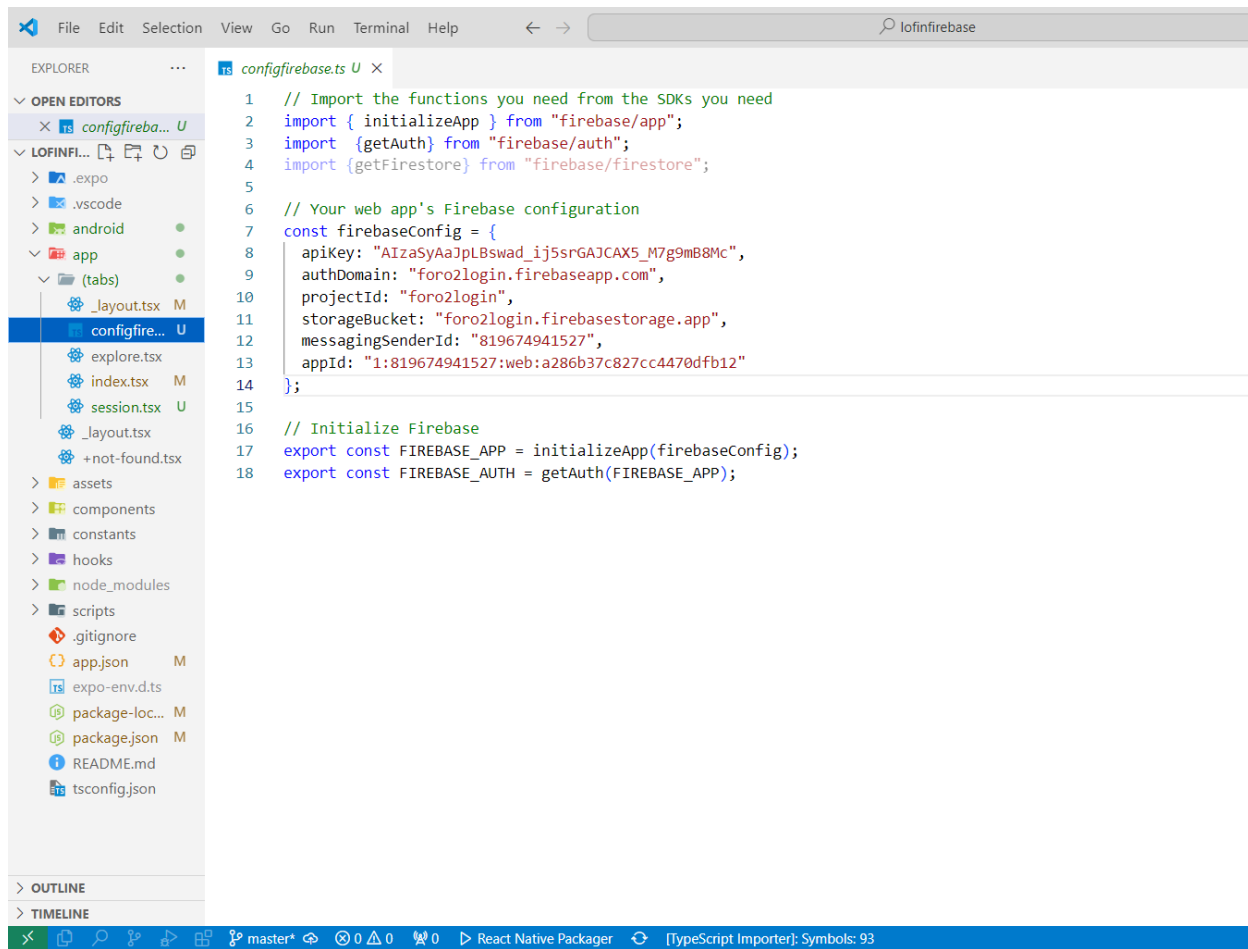 File Edit Selection View Go Run Terminal Help
lofinfirebase
EXPLORER
OPEN EDITORS
configfireba... U
LOFINFI...
.expo
.vscode
android
app
(tabs)
_layout.tsx M
configfire... U
explore.tsx
index.tsx M
session.tsx U
_layout.tsx
+not-found.tsx
assets
components
constants
hooks
node_modules
scripts
.gitignore
app.json M
expo-env.d.ts
package-loc... M
package.json M
README.md
tsconfig.json
OUTLINE
TIMELINE
configfirebase.ts U
1 // Import the functions you need from the SDKs you need
2 import { initializeApp } from "firebase/app";
3 import {getAuth} from "firebase/auth";
4 import {getFirestore} from "firebase/firestore";
5
6 // Your web app's Firebase configuration
7 const firebaseConfig = {
8 apiKey: "AIzaSyAaJpLBswad_ij5srGAJCAX5_M7g9mB8Mc",
9 authDomain: "foro2login.firebaseapp.com",
10 projectId: "foro2login",
11 storageBucket: "foro2login.firebasestorage.app",
12 messagingSenderId: "819674941527",
13 appId: "1:819674941527:web:a286b37c827cc4470dfb12"
14 };
15
16 // Initialize Firebase
17 export const FIREBASE_APP = initializeApp(firebaseConfig);
18 export const FIREBASE_AUTH = getAuth(FIREBASE_APP);
master* 0 0 0 React Native Packager [TypeScript Importer]: Symbols: 93